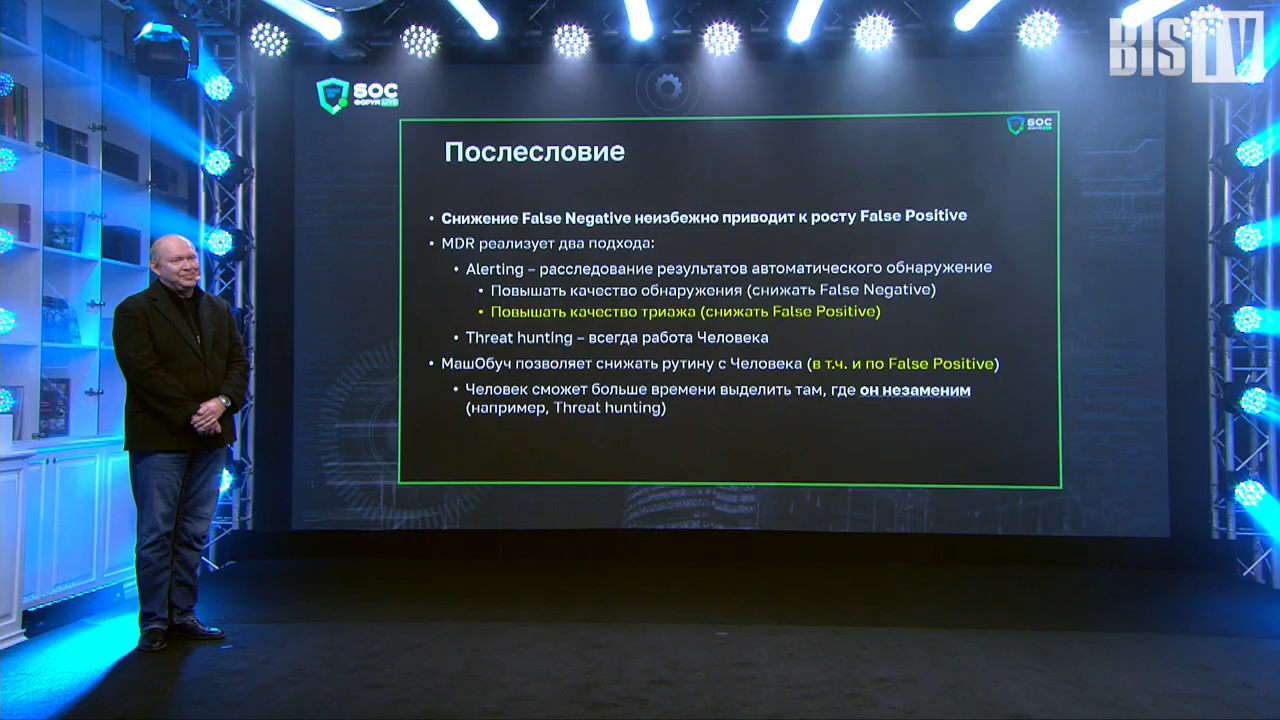 BIS TV
SOC
ФОРУМ LIVE
SOC
Послесловие
• Снижение False Negative неизбежно приводит к росту False Positive
• MDR реализует два подхода:
• Alerting – расследование результатов автоматического обнаружение
• Повышать качество обнаружения (снижать False Negative)
• Повышать качество триажа (снижать False Positive)
• Threat hunting – всегда работа Человека
• МашОбуч позволяет снижать рутину с Человека (в т.ч. и по False Positive)
• Человек сможет больше времени выделить там, где он незаменим
(например, Threat hunting)